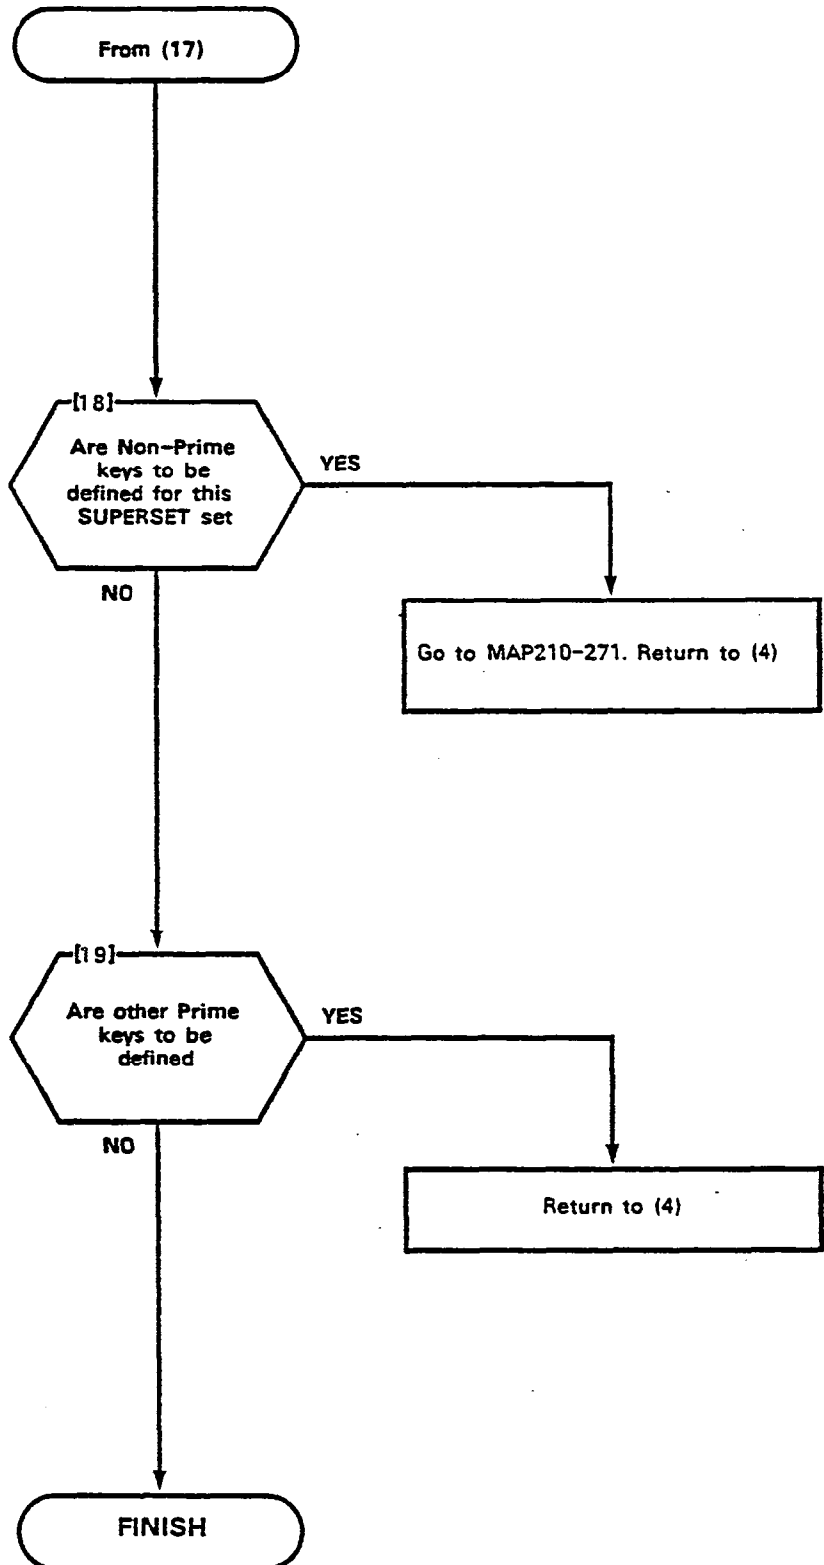 From (17)
[18]
Are Non-Prime
keys to be
defined for this
SUPERSET set
YES
NO
Go to MAP210-271. Return to (4)
[19]
Are other Prime
keys to be
defined
YES
NO
Return to (4)
FINISH